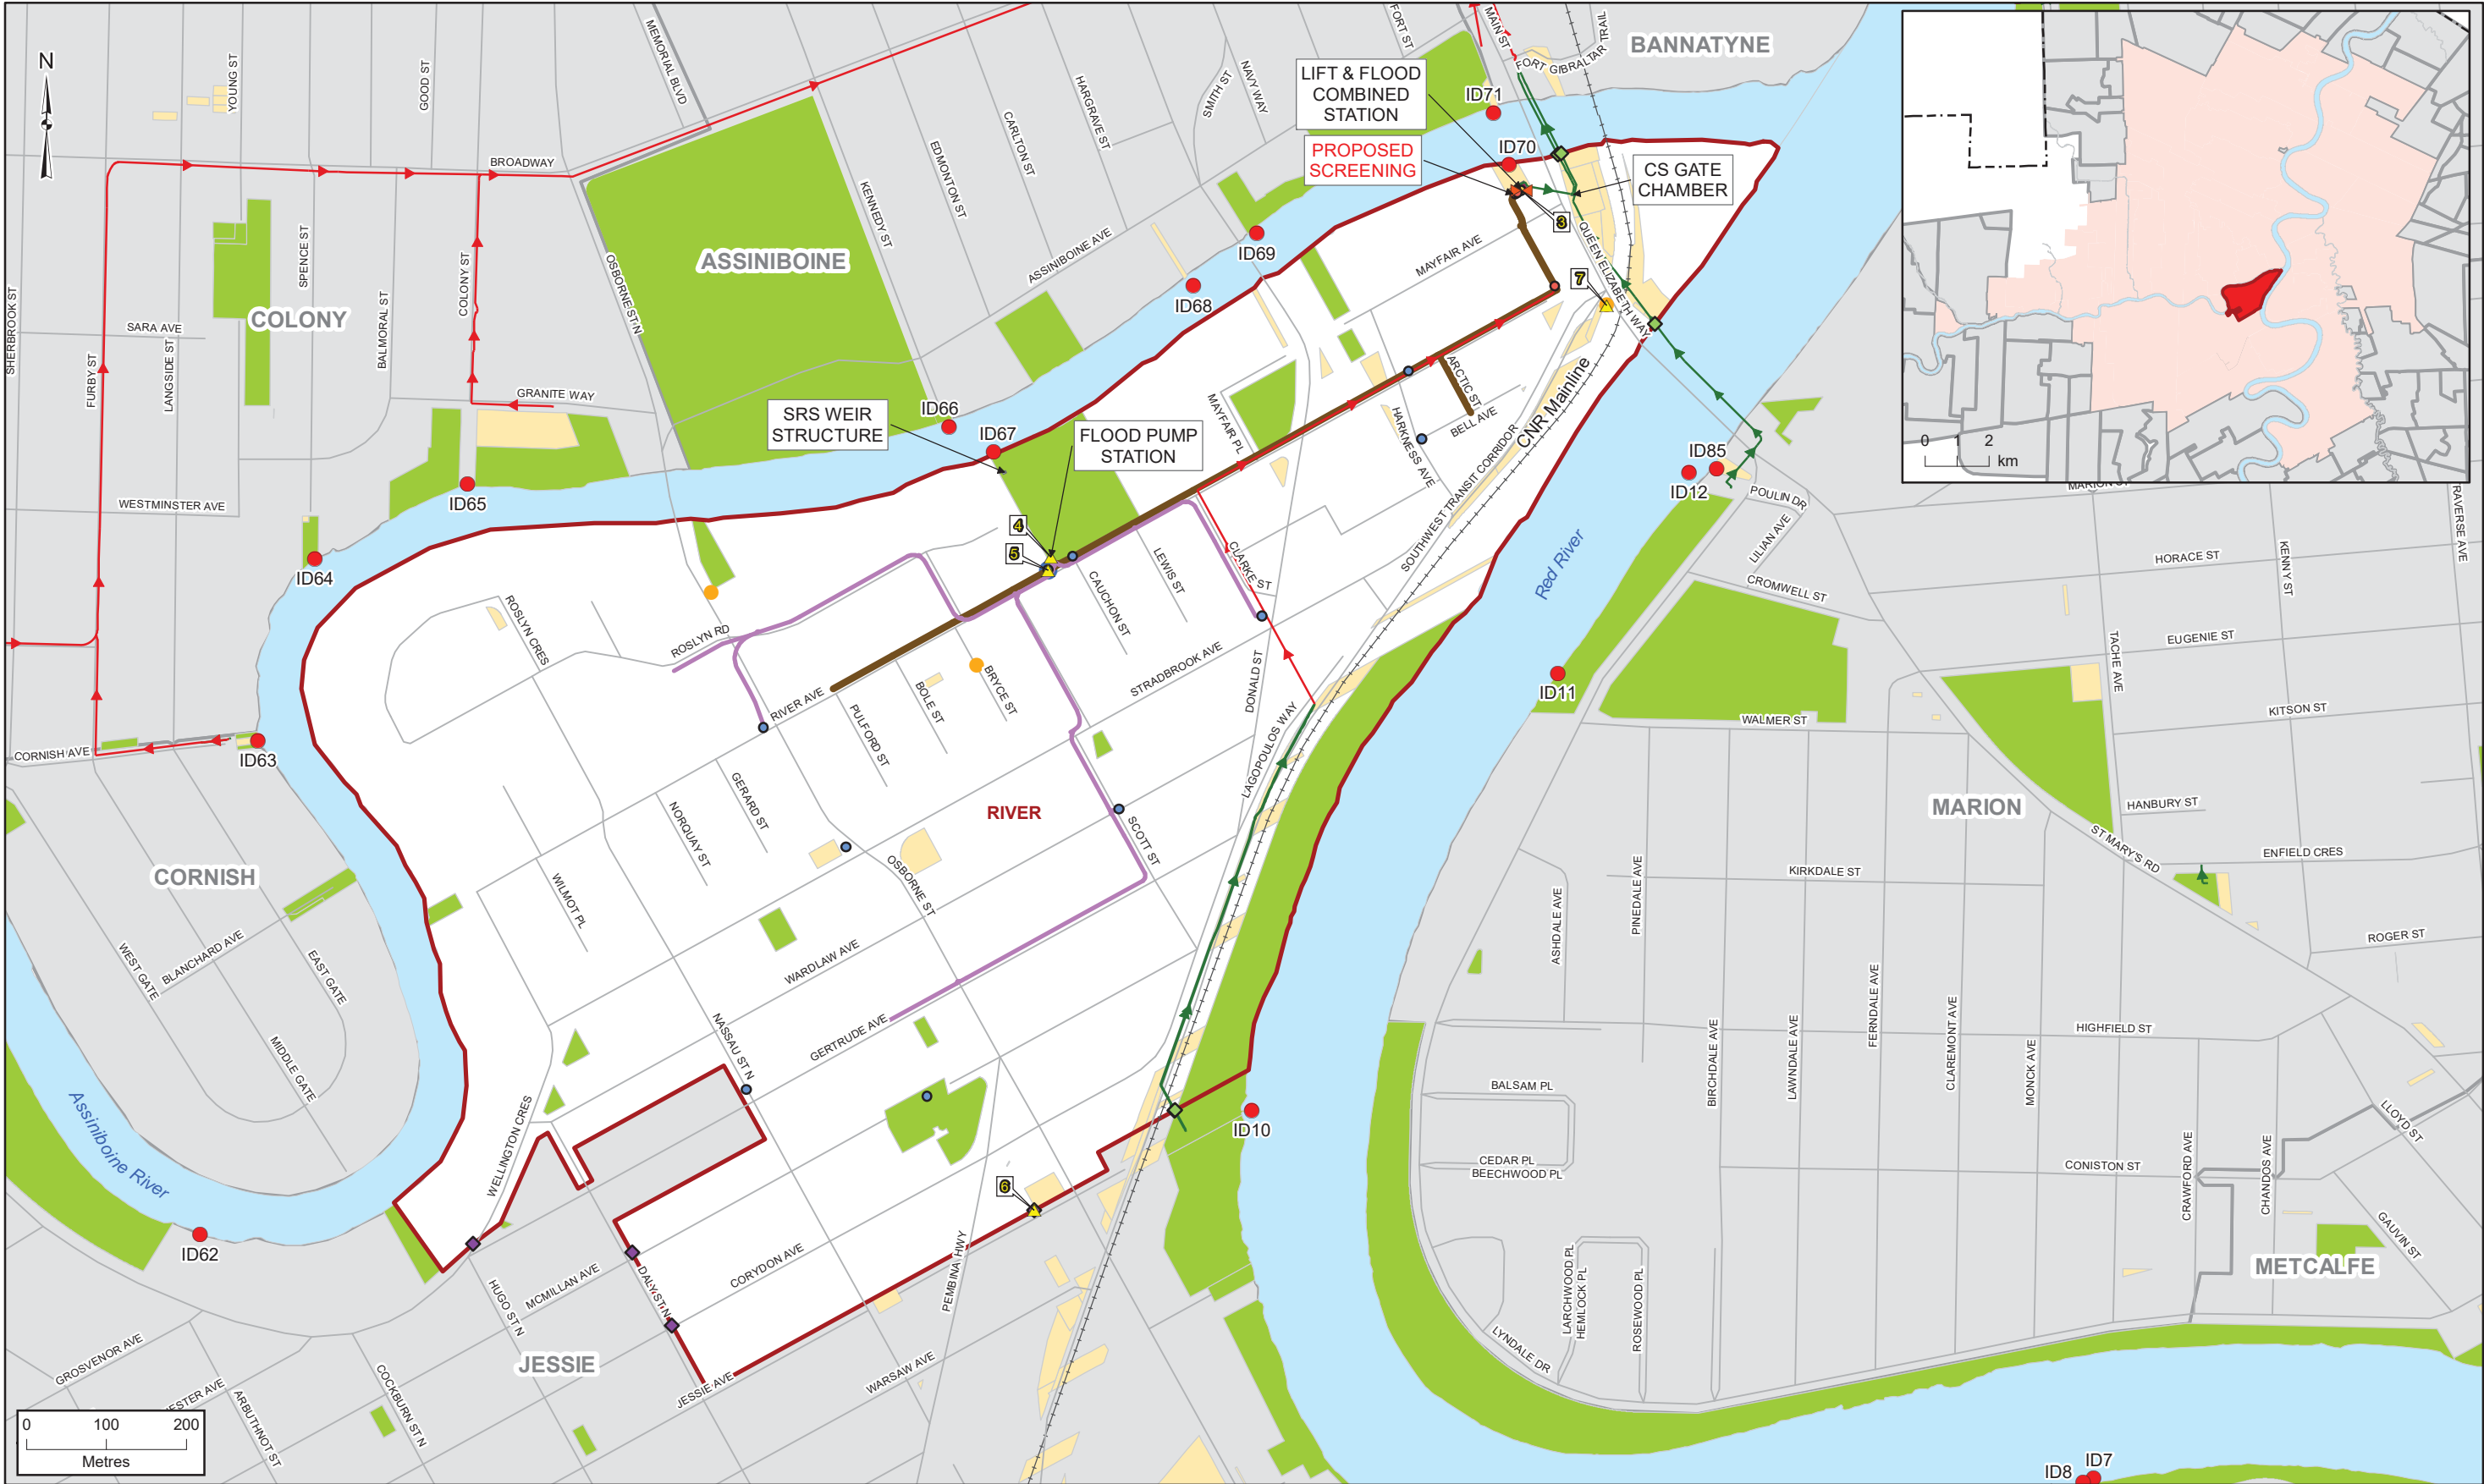 N
MEMORIAL BLVD
YOUNG ST
GOOD ST
HARGRAVE ST
SMITH ST
NAVY WAY
FORT ST
MAIN ST
FORT GIBRALTAR TRAIL
BANNATYNE
LIFT & FLOOD
COMBINED
STATION
PROPOSED
SCREENING
ID71
ID70
CS GATE
CHAMBER
3
7
BROADWAY
CARLTON ST
EDMONTON ST
KENNEDY ST
ASSINIBOINE AVE
ASSINIBOINE
ID69
ID68
MAYFAIR AVE
QUEEN ELIZABETH WAY
SHERBROOK ST
SPENCE ST
COLONY ST
OSBORNE ST N
COLONY
SARA AVE
FURBY ST
LANGSIDE ST
BALMORAL ST
GRANITE WAY
WESTMINSTER AVE
SRS WEIR
STRUCTURE
ID66
ID67
FLOOD PUMP
STATION
MAYFAIR PL
ARCTIC ST
BELL AVE
HARKNESS AVE
CNR Mainline
SOUTHWEST TRANSIT CORRIDOR
0 1 2
km
ID65
ID64
4
5
ID85
ID12
POULIN DR
MARION ST
LILIAN AVE
CROMWELL ST
HORACE ST
KENNY ST
TRAVERSE AVE
Red River
CLARKE ST
LEWIS ST
CAUCHON ST
ROSLYN CRES
ROSLYN RD
STRADBROOK AVE
DONALD ST
EUGENIE ST
TACHE AVE
ID11
RIVER AVE
BRYCE ST
BOLE ST
PULFORD ST
WALMER ST
KITSON ST
ID63
CORNISH AVE
LAGOPOULOS WAY
GERARD ST
NORQUAY ST
RIVER
SCOTT ST
MARION
HANBURY ST
ST MARY'S RD
ENFIELD CRES
CORNISH
WILMOT PL
OSBORNE ST
KIRKDALE ST
PINEDALE AVE
ASHDALE AVE
ROGER ST
WEST GATE
BLANCHARD AVE
EAST GATE
WARDLAW AVE
MIDDLE GATE
NASSAU ST N
GERTRUDE AVE
HIGHFIELD ST
BIRCHDALE AVE
LAWNDALE AVE
FERNDALE AVE
CLAREMONT AVE
MONCK AVE
BALSAM PL
LLOYD ST
Assiniboine River
WELLINGTON CRES
ID10
CEDAR PL
BEECHWOOD PL
CONISTON ST
CRAWFORD AVE
CHANDOS AVE
6
ID62
GAUVIN ST
METCALFE
CORYDON AVE
PEMBINA HWY
MCMILLAN AVE
DALY ST N
HUGO ST N
LARCHWOOD PL
HEMLOCK PL
ROSEWOOD PL
LYNDALE DR
JESSIE
GROSVENOR AVE
WARSAW AVE
JESSIE AVE
COCKBURN ST N
ESTER AVE
ARBUTHNOT ST
0 100 200
Metres
ID8
ID7